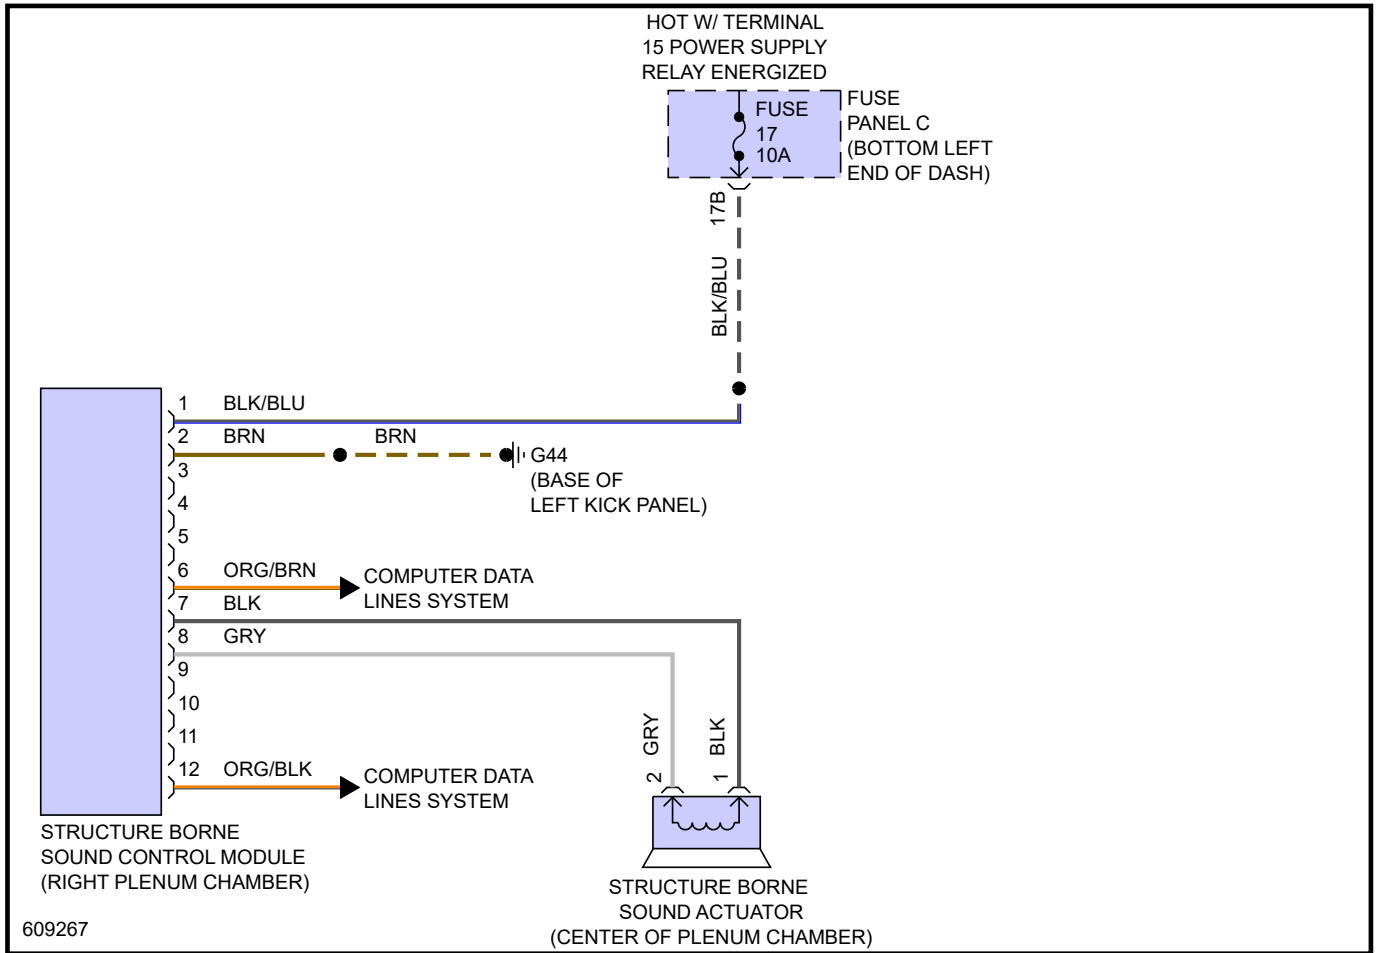 HOT W/ TERMINAL
15 POWER SUPPLY
RELAY ENERGIZED
FUSE
17
10A
FUSE
PANEL C
(BOTTOM LEFT
END OF DASH)
17B
BLK/BLU
1 BLK/BLU
2 BRN
BRN
3
G44
(BASE OF
LEFT KICK PANEL)
4
5
6 ORG/BRN
COMPUTER DATA
LINES SYSTEM
7 BLK
8 GRY
9
10
11
12 ORG/BLK
COMPUTER DATA
LINES SYSTEM
2 GRY
1 BLK
STRUCTURE BORNE
SOUND CONTROL MODULE
(RIGHT PLENUM CHAMBER)
STRUCTURE BORNE
SOUND ACTUATOR
(CENTER OF PLENUM CHAMBER)
609267